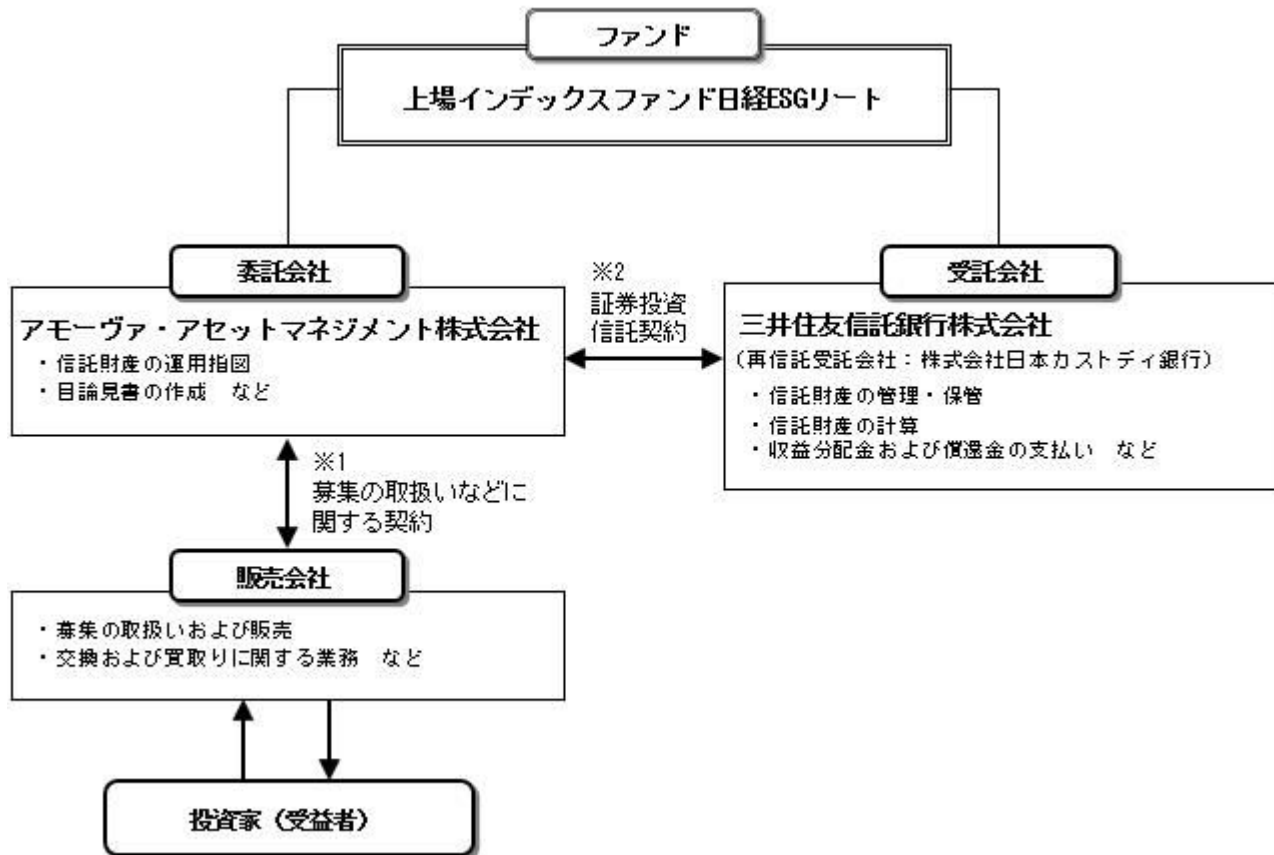 ファンド
上場インデックスファンド日経ESGリート
委託会社
アモーヴァ・アセットマネジメント株式会社
・信託財産の運用指図
・目論見書の作成　など
※2
証券投資
信託契約
受託会社
三井住友信託銀行株式会社
(再信託受託会社：株式会社日本カストディ銀行)
・信託財産の管理・保管
・信託財産の計算
・収益分配金および償還金の支払い　など
※1
募集の取扱いなどに
関する契約
販売会社
・募集の取扱いおよび販売
・交換および買取りに関する業務　など
投資家（受益者）